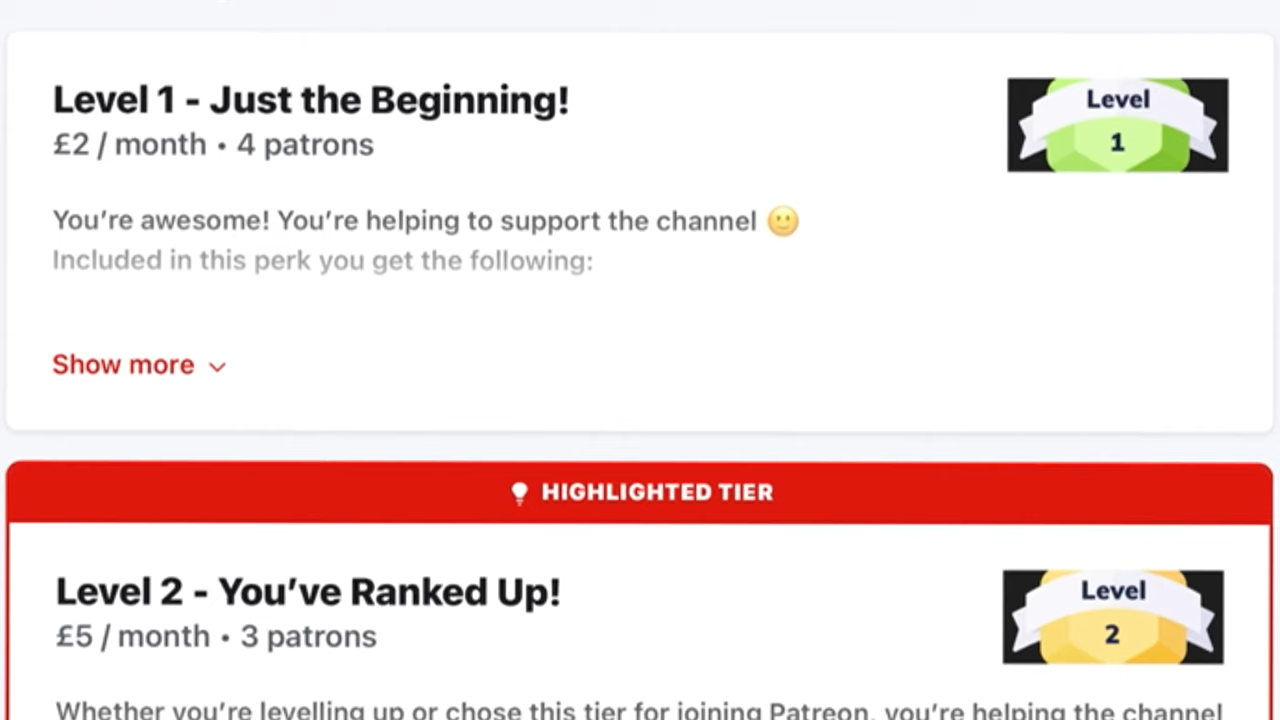 Level 1 - Just the Beginning!
£2 / month • 4 patrons
Level
1
You're awesome! You're helping to support the channel 🙂
Included in this perk you get the following:
Show more
HIGHLIGHTED TIER
Level 2 - You've Ranked Up!
£5 / month • 3 patrons
Level
2
Whether you're levelling up or chose this tier for joining Patreon, you're helping the channel